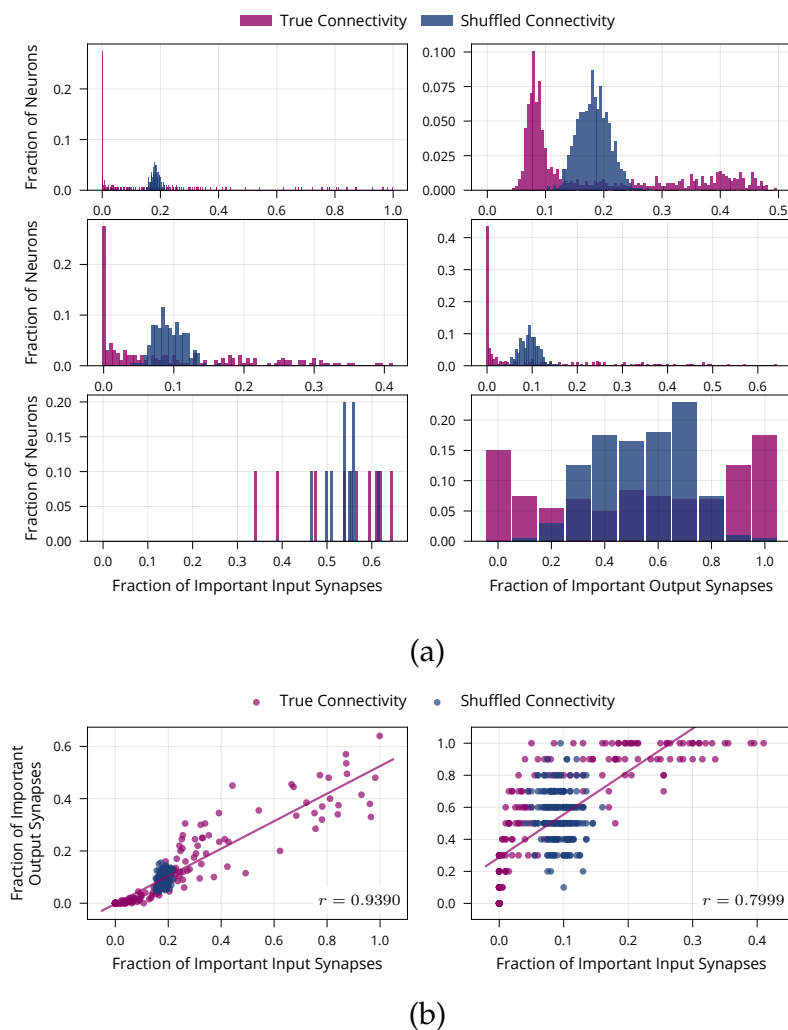 True Connectivity Shuffled Connectivity
Fraction of Neurons
0.2
0.1
0.0
0.0 0.2 0.4 0.6 0.8 1.0
0.100
0.075
0.050
0.025
0.000
0.0 0.1 0.2 0.3 0.4 0.5
Fraction of Neurons
0.2
0.1
0.0
0.0 0.1 0.2 0.3 0.4
0.4
0.3
0.2
0.1
0.0
0.0 0.1 0.2 0.3 0.4 0.5 0.6
Fraction of Neurons
0.20
0.15
0.10
0.05
0.00
0.0 0.1 0.2 0.3 0.4 0.5 0.6
Fraction of Important Input Synapses
0.20
0.15
0.10
0.05
0.00
0.0 0.2 0.4 0.6 0.8 1.0
Fraction of Important Output Synapses
(a)
True Connectivity Shuffled Connectivity
Fraction of Important
Output Synapses
0.6
0.4
0.2
0.0
r = 0.9390
0.0 0.2 0.4 0.6 0.8 1.0
Fraction of Important Input Synapses
1.0
0.8
0.6
0.4
0.2
0.0
r = 0.7999
0.0 0.1 0.2 0.3 0.4
Fraction of Important Input Synapses
(b)